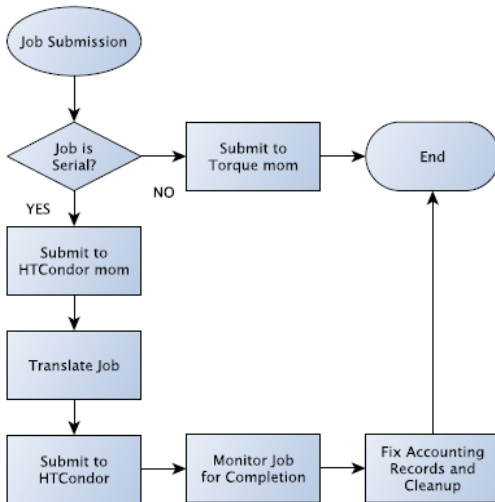 Job Submission
Job is
Serial?
NO
YES
Submit to
Torque mom
End
Submit to
HTCondor mom
Translate Job
Submit to
HTCondor
Monitor Job
for Completion
Fix Accounting
Records and
Cleanup